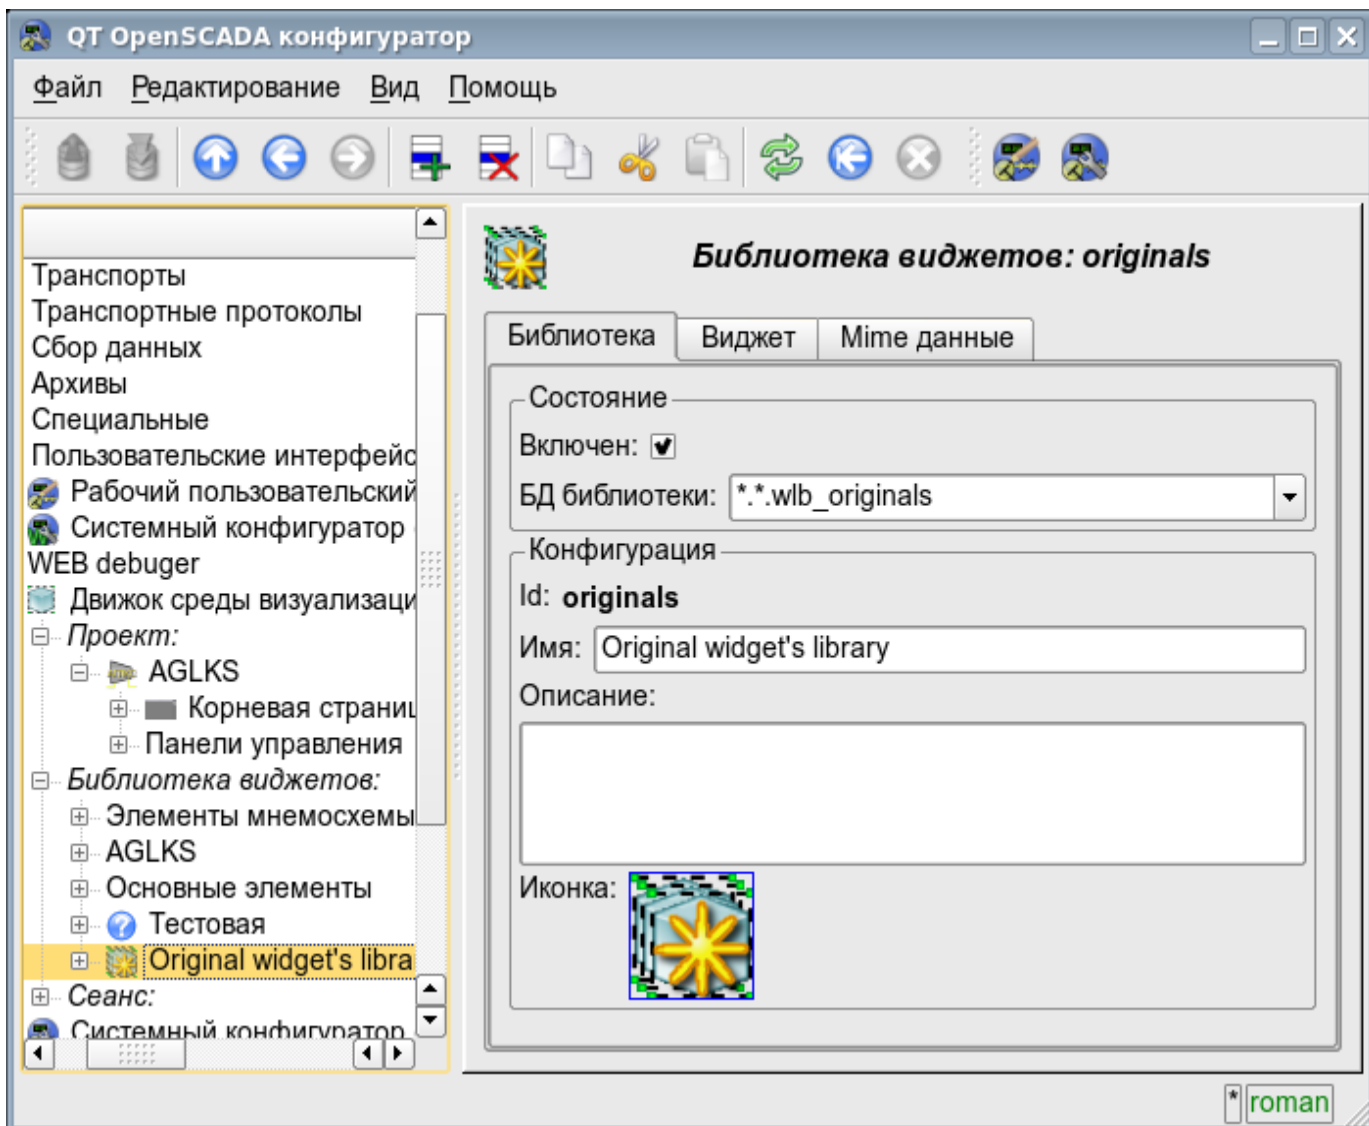 QT OpenSCADA конфигуратор
Файл Редактирование Вид Помощь
Транспорты
Транспортные протоколы
Сбор данных
Архивы
Специальные
Пользовательские интерфейс
Рабочий пользовательский
Системный конфигуратор
WEB debuger
Движок среды визуализаци
Проект:
AGLKS
Корневая страниц
Панели управления
Библиотека виджетов:
Элементы мнемосхемы
AGLKS
Основные элементы
Тестовая
Original widget's libra
Сеанс:
Системный конфигуратор
Библиотека виджетов: originals
Библиотека Виджет Mime данные
Состояние
Включен:
БД библиотеки: *.*.wlb_originals
Конфигурация
Id: originals
Имя: Original widget's library
Описание:
Иконка:
* roman